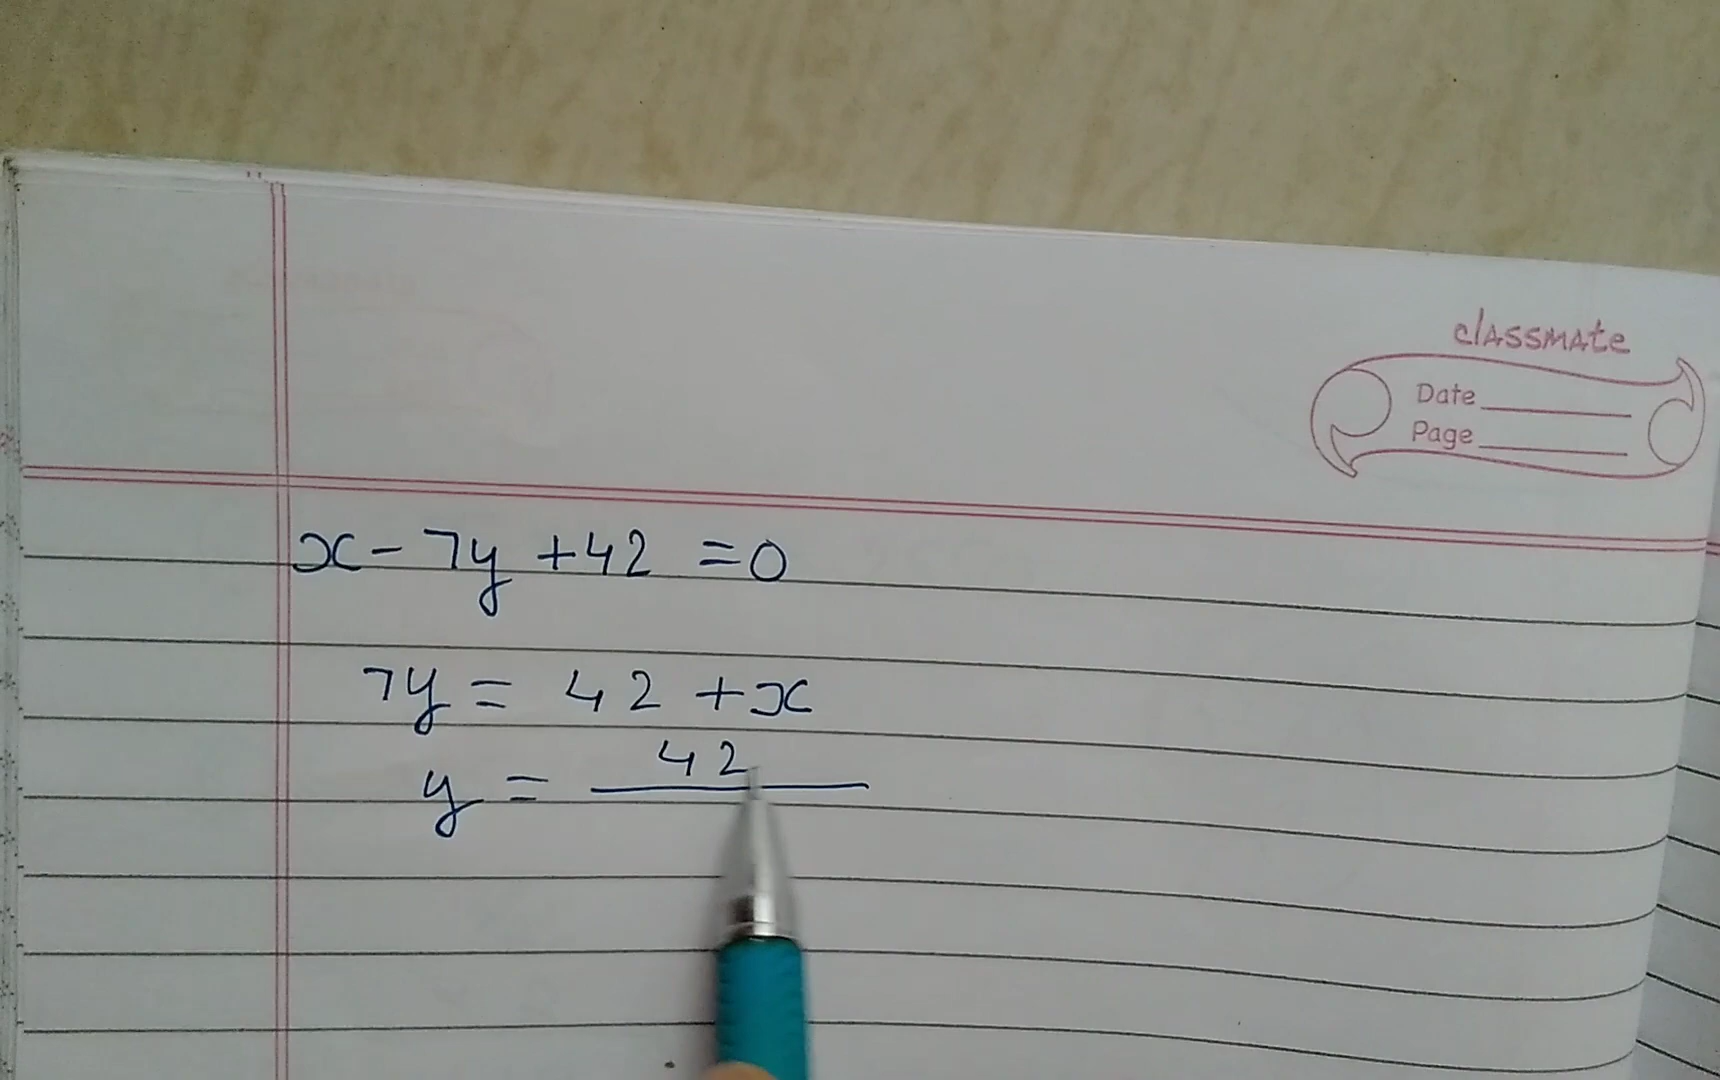 classmate
Date
Page
x - 7y + 42 = 0
7y = 42 + x
y = 42